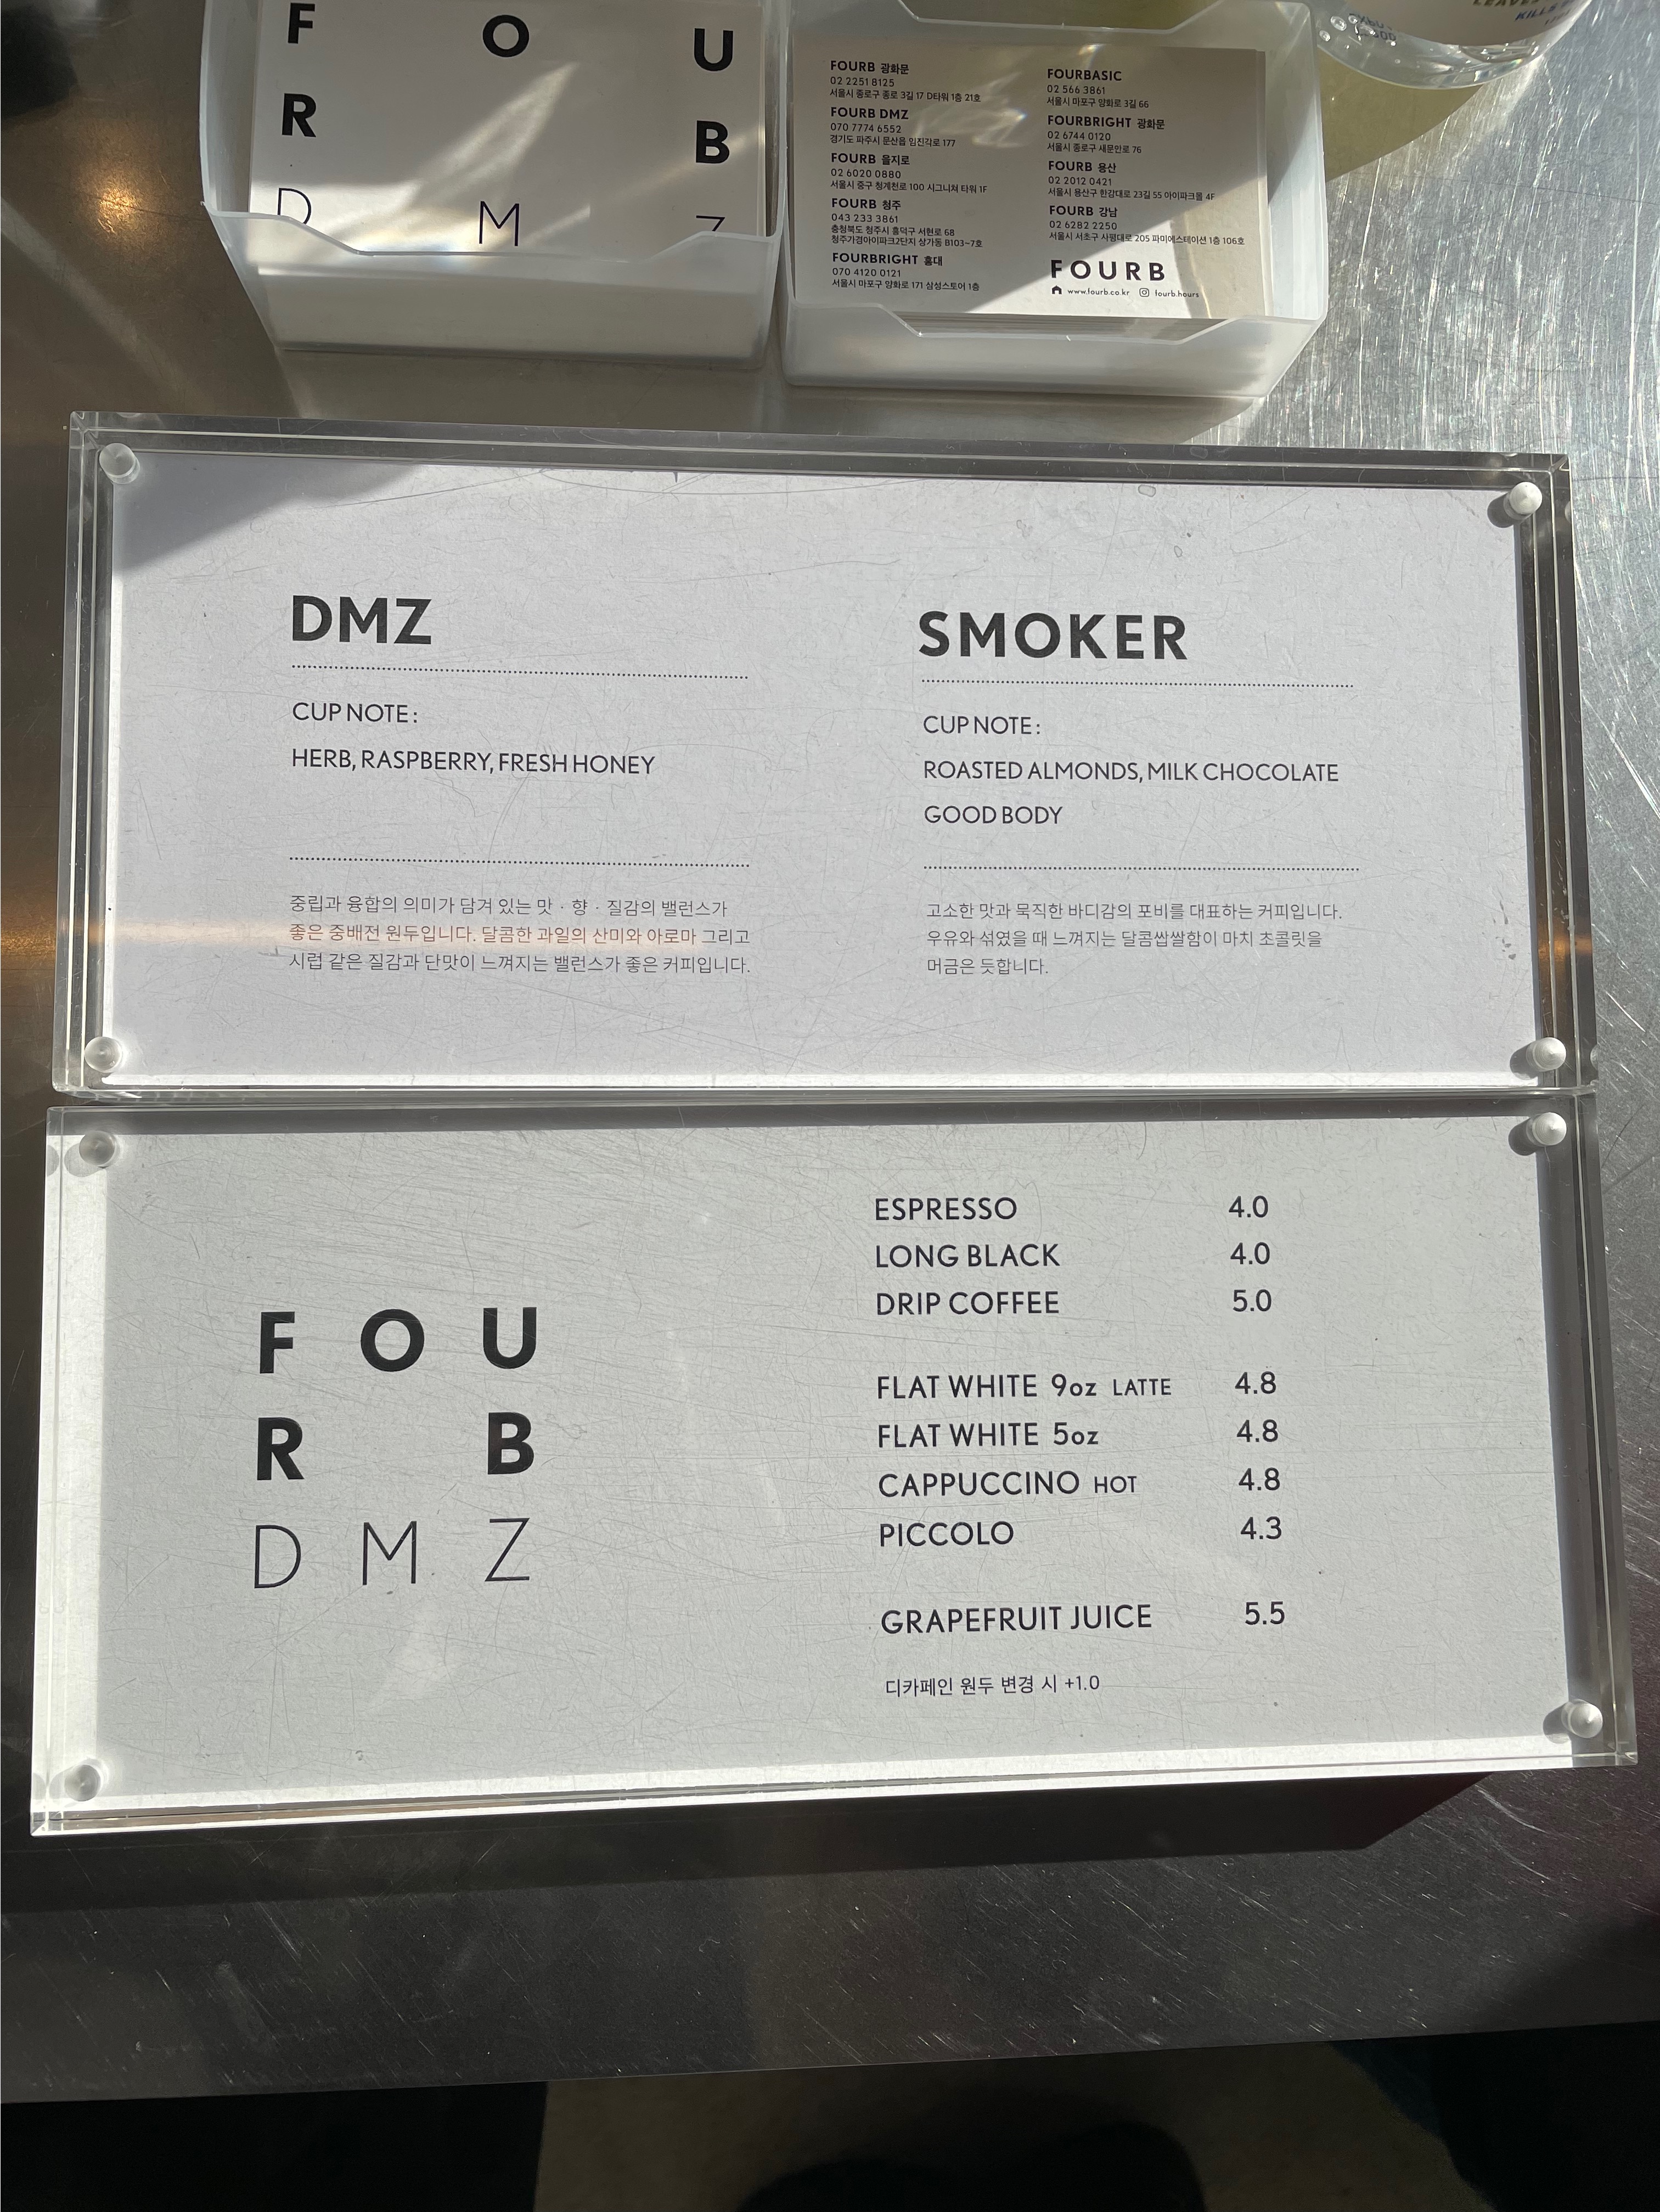 F O U
R B
D M Z
FOURB 광화문
02 2251 8125
서울시 종로구 종로 3길 17 D타워 1층 21호
FOURB DMZ
070 7774 6552
경기도 파주시 문산읍 임진각로 177
FOURB 을지로
02 6020 0880
서울시 중구 청계천로 100 시그니쳐 타워 1F
FOURB 청주
043 233 3861
충청북도 청주시 흥덕구 서현로 68
청주가경아이파크2단지 상가동 B103~7호
FOURBRIGHT 홍대
070 4120 0121
서울시 마포구 양화로 171 삼성스토어 1층
FOURBASIC
02 566 3861
서울시 마포구 양화로 3길 66
FOURBRIGHT 광화문
02 6744 0120
서울시 종로구 새문안로 76
FOURB 용산
02 2012 0421
서울시 용산구 한강대로 23길 55 아이파크몰 4F
FOURB 강남
02 6282 2250
서울시 서초구 사평대로 205 파미에스테이션 1층 106호
FOURB
www.fourb.co.kr fourb.hours
KILLS
DMZ
CUP NOTE :
HERB, RASPBERRY, FRESH HONEY
중립과 융합의 의미가 담겨 있는 맛 · 향 · 질감의 밸런스가
좋은 중배전 원두입니다. 달콤한 과일의 산미와 아로마 그리고
시럽 같은 질감과 단맛이 느껴지는 밸런스가 좋은 커피입니다.
SMOKER
CUP NOTE :
ROASTED ALMONDS, MILK CHOCOLATE
GOOD BODY
고소한 맛과 묵직한 바디감의 포비를 대표하는 커피입니다.
우유와 섞였을 때 느껴지는 달콤쌉쌀함이 마치 초콜릿을
머금은 듯합니다.
F O U
R B
D M Z
ESPRESSO 4.0
LONG BLACK 4.0
DRIP COFFEE 5.0
FLAT WHITE 9oz LATTE 4.8
FLAT WHITE 5oz 4.8
CAPPUCCINO HOT 4.8
PICCOLO 4.3
GRAPEFRUIT JUICE 5.5
디카페인 원두 변경 시 +1.0